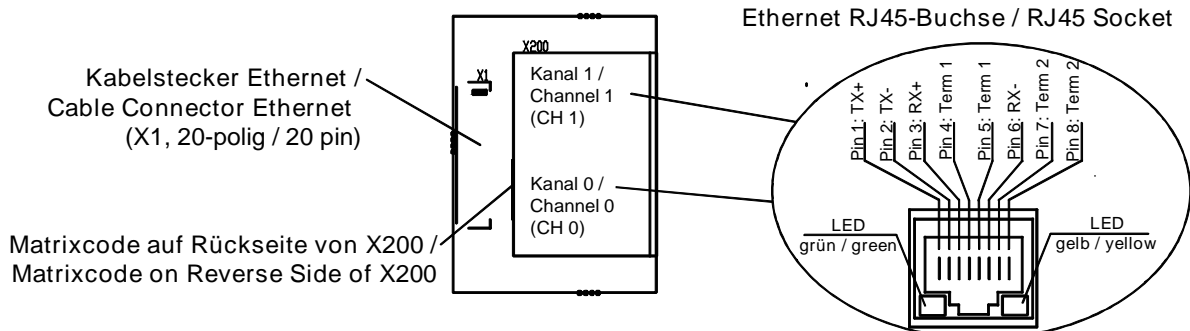 Ethernet RJ45-Buchse / RJ45 Socket
X200
X1
Kabelstecker Ethernet /
Cable Connector Ethernet
(X1, 20-polig / 20 pin)
Kanal 1 /
Channel 1
(CH 1)
Kanal 0 /
Channel 0
(CH 0)
Matrixcode auf Rückseite von X200 /
Matrixcode on Reverse Side of X200
Pin 1: TX+
Pin 2: TX-
Pin 3: RX+
Pin 4: Term 1
Pin 5: Term 1
Pin 6: RX-
Pin 7: Term 2
Pin 8: Term 2
LED
grün / green
LED
gelb / yellow